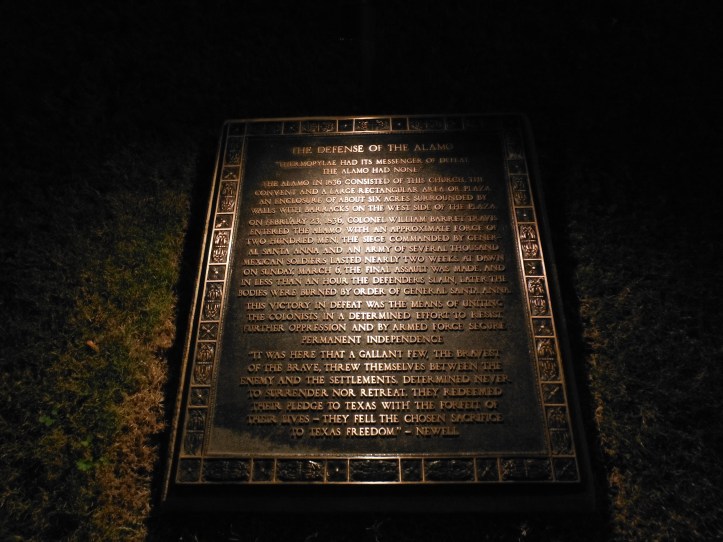 THE DEFENSE OF THE ALAMO
"THERMOPYLAE HAD ITS MESSENGER OF DEFEAT
THE ALAMO HAD NONE"
THE ALAMO IN 1836 CONSISTED OF THIS CHURCH, THE
CONVENT AND A LARGE RECTANGULAR AREA OR PLAZA,
AN ENCLOSURE OF ABOUT SIX ACRES SURROUNDED BY
WALLS WITH BARRACKS ON THE WEST SIDE OF THE PLAZA.
ON FEBRUARY 23, 1836, COLONEL WILLIAM BARRET TRAVIS
ENTERED THE ALAMO WITH AN APPROXIMATE FORCE OF
TWO HUNDRED MEN. THE SIEGE COMMANDED BY GENER-
AL SANTA ANNA AND AN ARMY OF SEVERAL THOUSAND
MEXICAN SOLDIERS LASTED NEARLY TWO WEEKS. AT DAWN
ON SUNDAY, MARCH 6, THE FINAL ASSAULT WAS MADE, AND
IN LESS THAN AN HOUR THE DEFENDERS SLAIN. LATER THE
BODIES WERE BURNED BY ORDER OF GENERAL SANTA ANNA.
THIS VICTORY IN DEFEAT WAS THE MEANS OF UNITING
THE COLONISTS IN A DETERMINED EFFORT TO RESIST
FURTHER OPPRESSION AND BY ARMED FORCE SECURE
PERMANENT INDEPENDENCE.
"IT WAS HERE THAT A GALLANT FEW, THE BRAVEST
OF THE BRAVE, THREW THEMSELVES BETWEEN THE
ENEMY AND THE SETTLEMENTS, DETERMINED NEVER
TO SURRENDER NOR RETREAT. THEY REDEEMED
THEIR PLEDGE TO TEXAS WITH THE FORFEIT OF
THEIR LIVES – THEY FELL THE CHOSEN SACRIFICE
TO TEXAS FREEDOM." – NEWELL